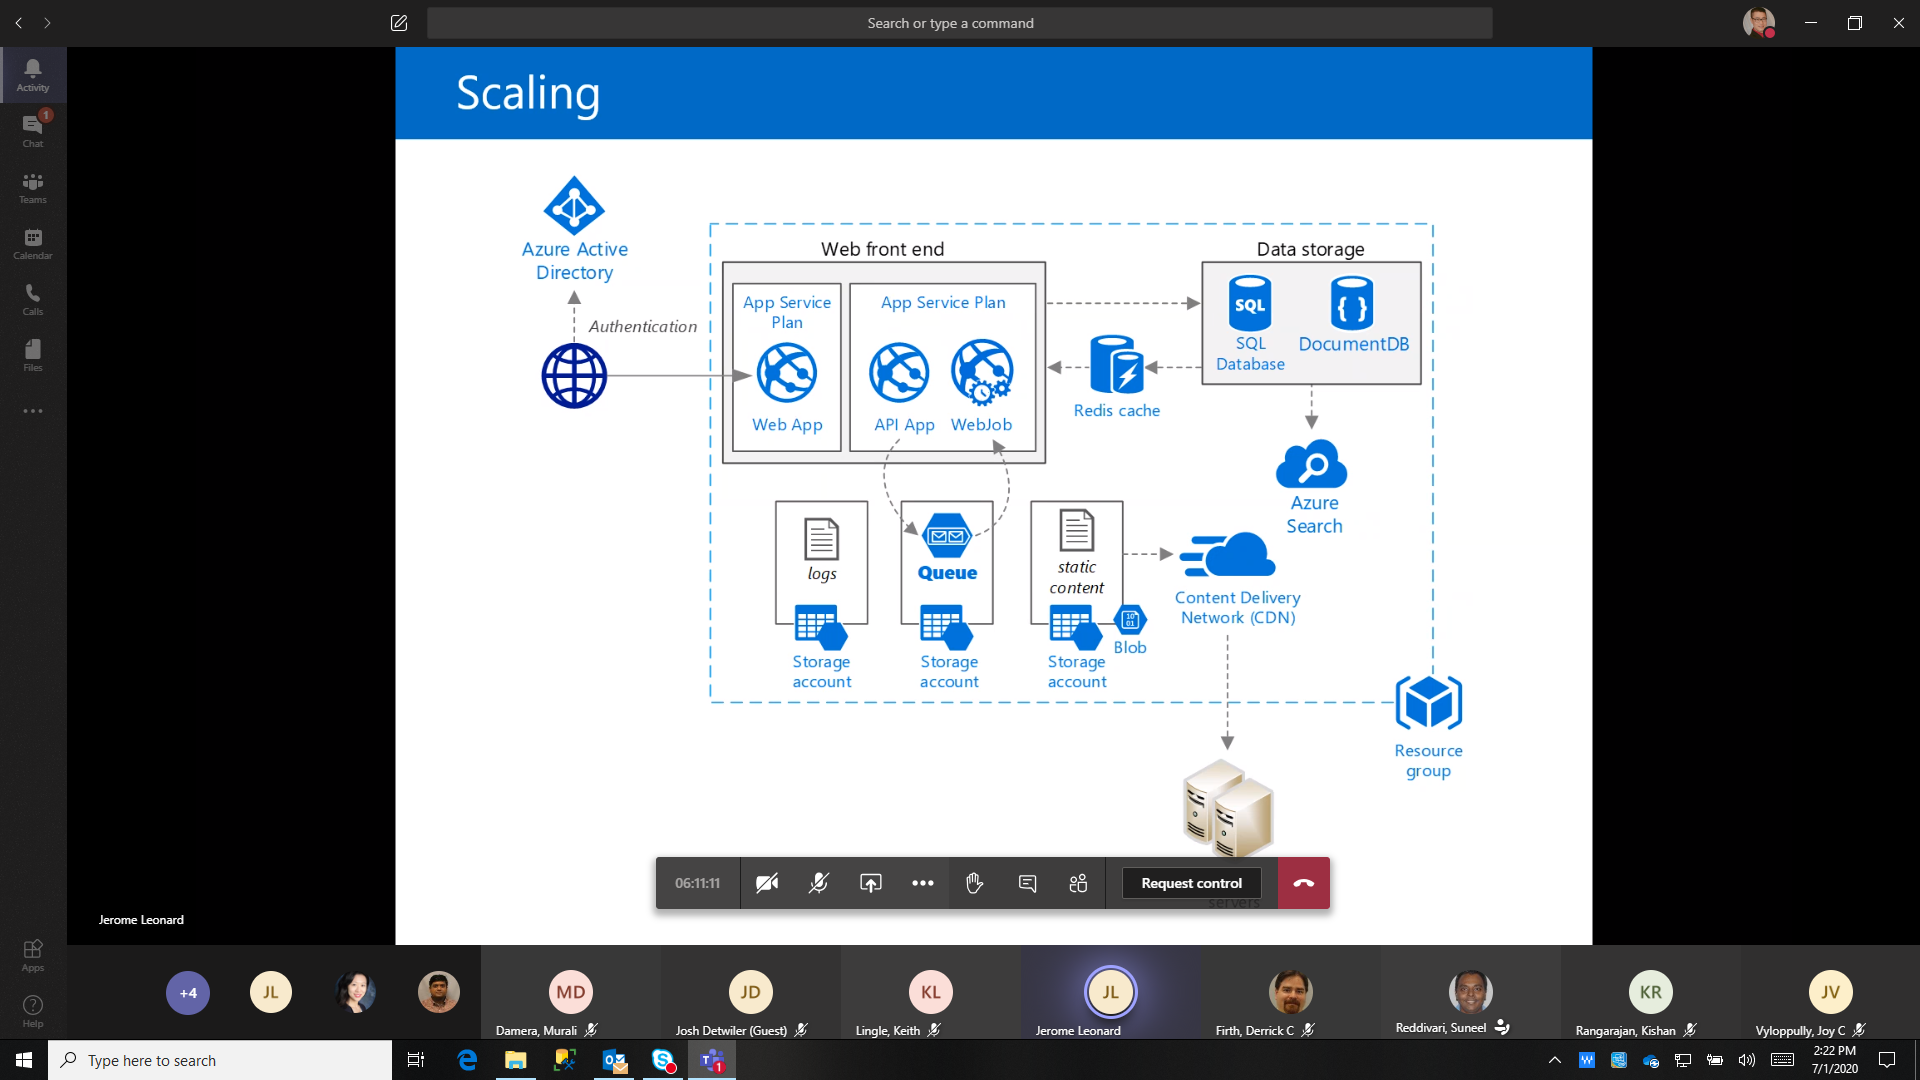 Search or type a command
Activity
1
Chat
Teams
Calendar
Calls
Files
Apps
Help
Scaling
Azure Active
Directory
Authentication
Web front end
App Service
Plan
Web App
App Service Plan
API App
WebJob
Data storage
SQL
SQL
Database
DocumentDB
Redis cache
Azure
Search
logs
Storage
account
Queue
Storage
account
static
content
Storage
account
10
01
Blob
Content Delivery
Network (CDN)
Resource
group
servers
06:11:11
Request control
Jerome Leonard
+4
JL
MD
Damera, Murali
JD
Josh Detwiler (Guest)
KL
Lingle, Keith
JL
Jerome Leonard
Firth, Derrick C
Reddivari, Suneel
KR
Rangarajan, Kishan
JV
Vyloppully, Joy C
Type here to search
1
2:22 PM
7/1/2020